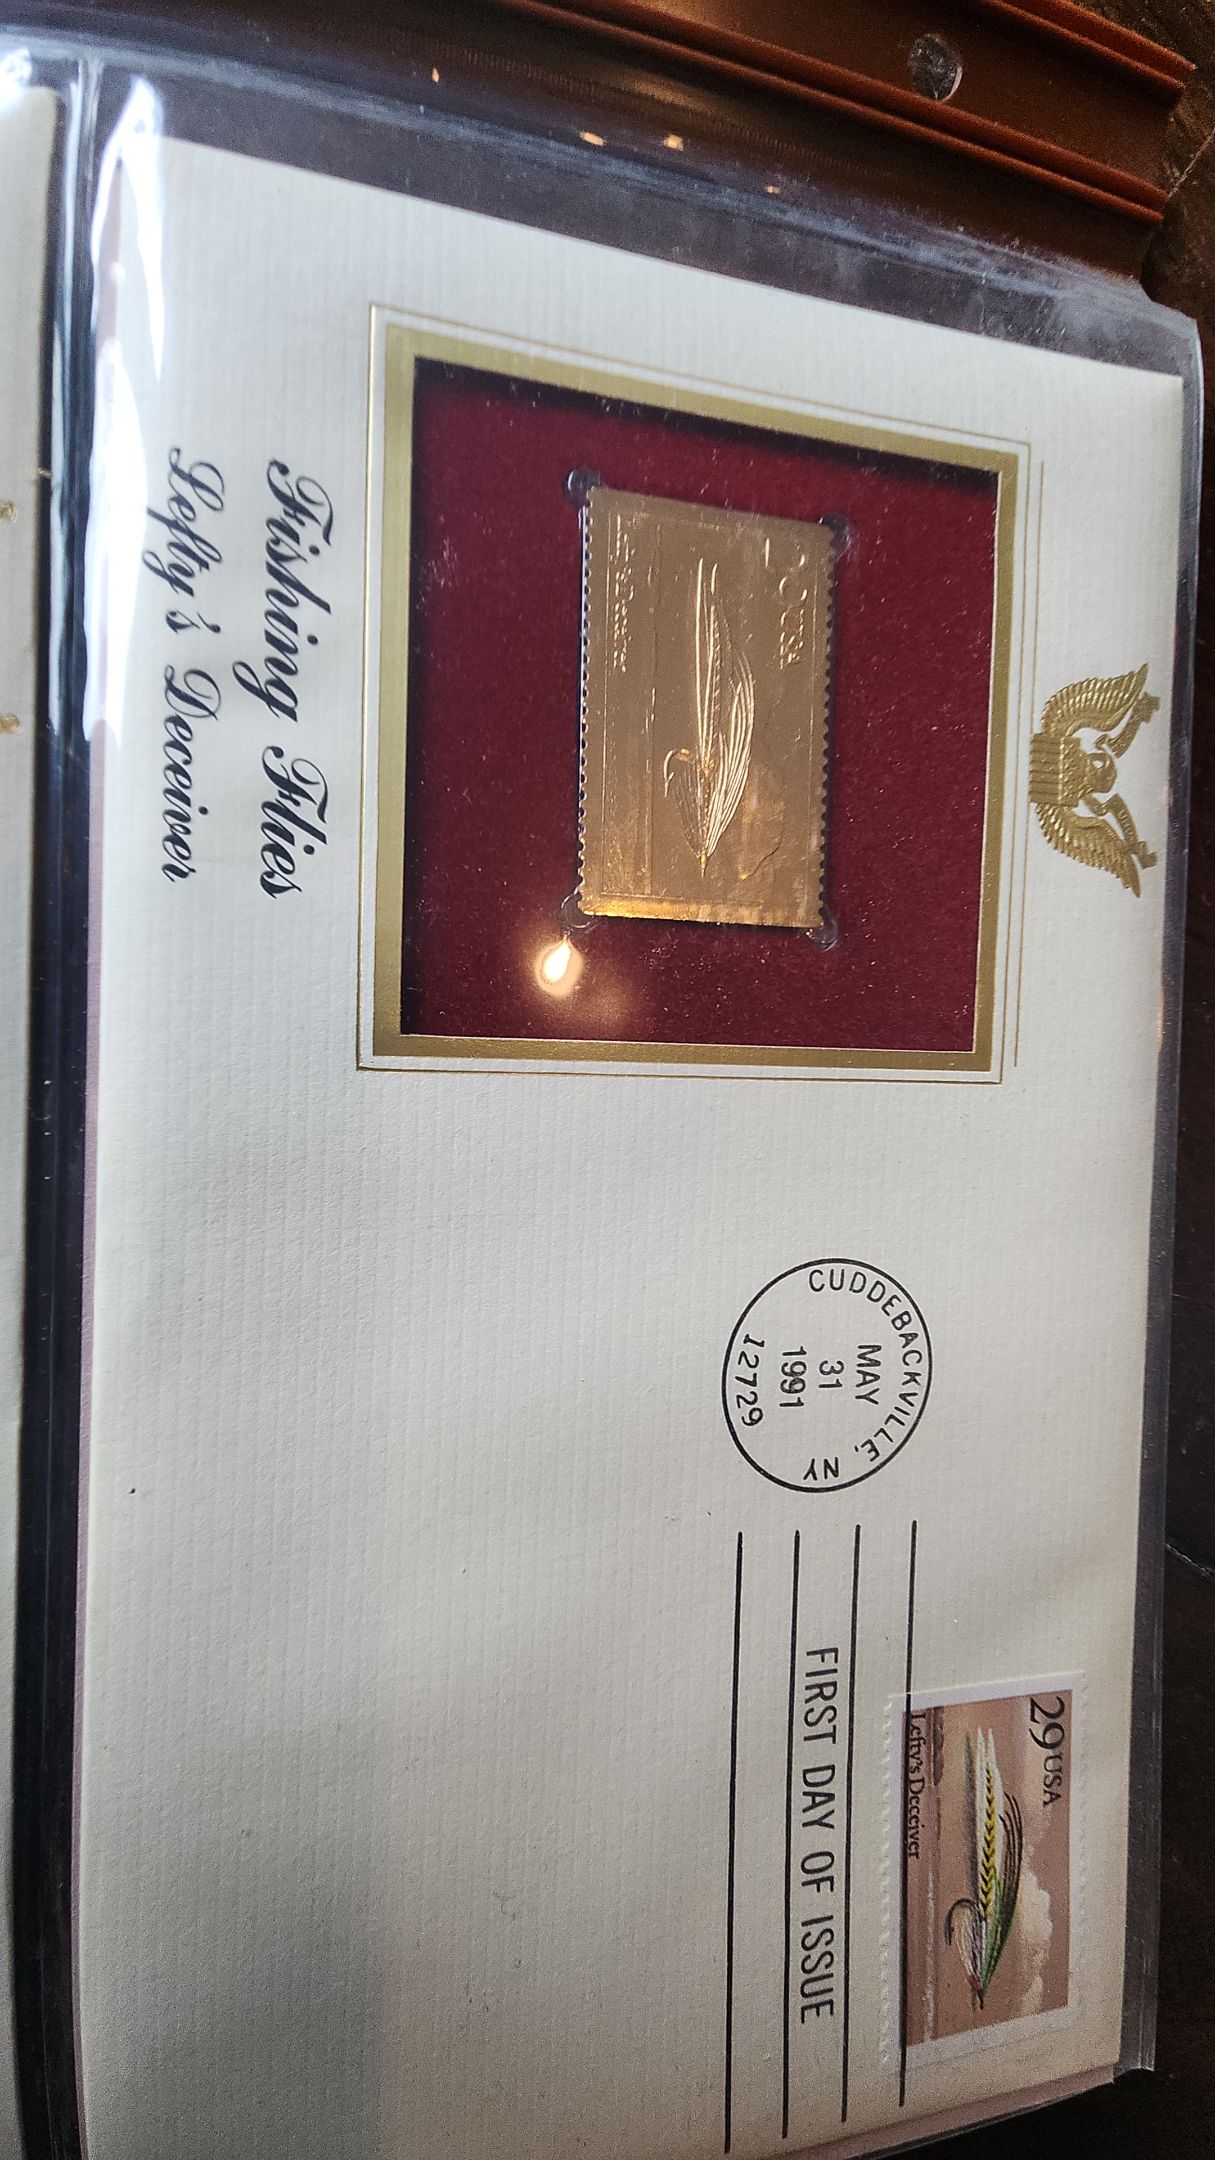 Fishing Flies
Lefty's Deceiver
CUDDEBACKVILLE, NY
MAY
31
1991
12729
FIRST DAY OF ISSUE
29USA
Lefty's Deceiver